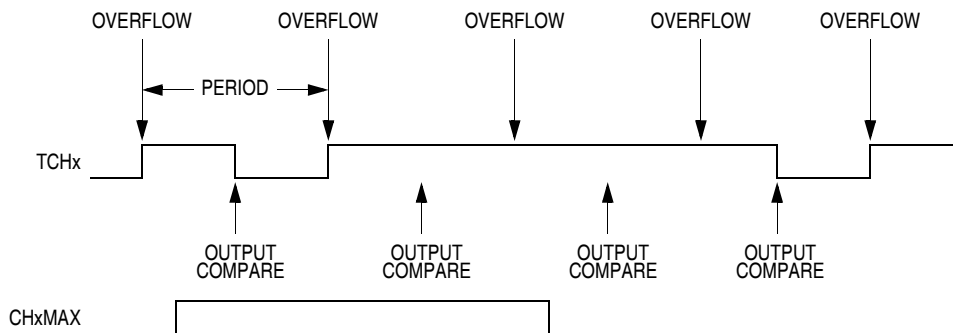 OVERFLOW OVERFLOW OVERFLOW OVERFLOW OVERFLOW
PERIOD
TCHx
OUTPUT COMPARE
OUTPUT COMPARE
OUTPUT COMPARE
OUTPUT COMPARE
CHxMAX